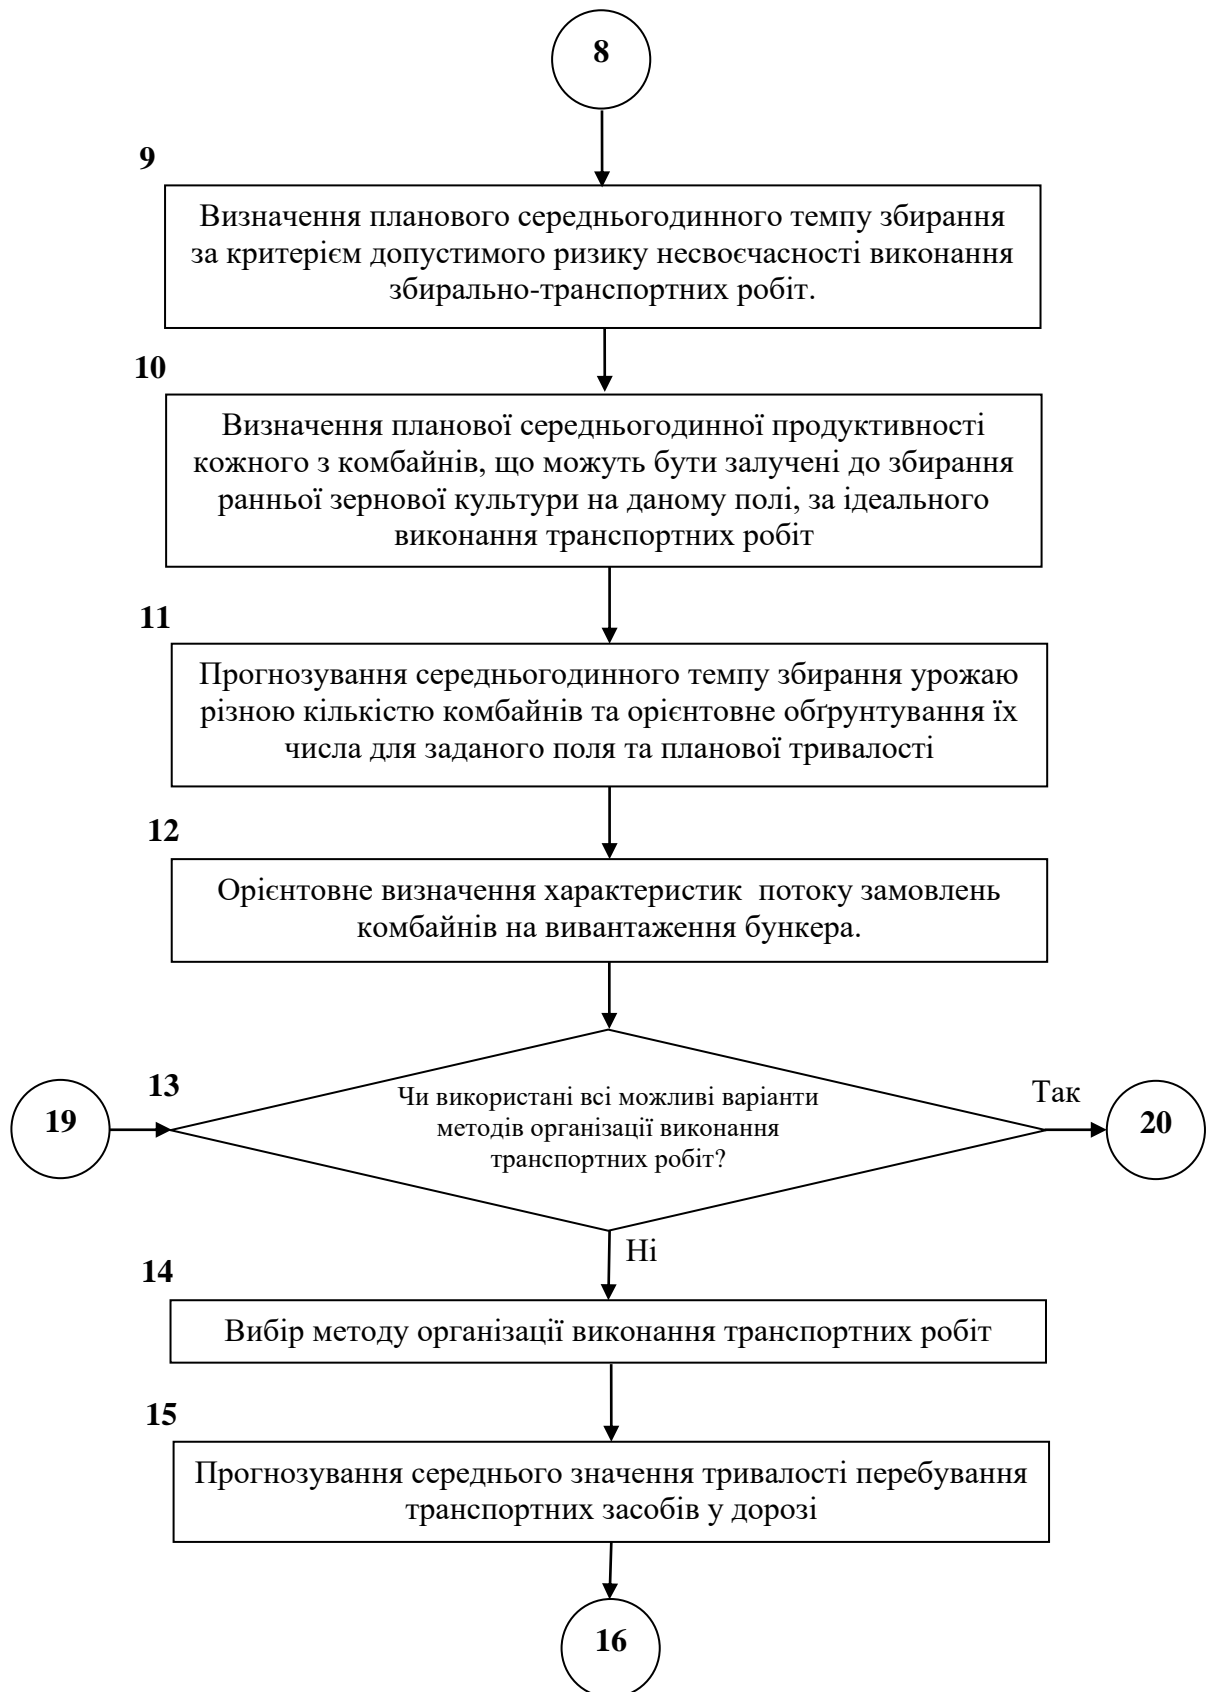 8
9
Визначення планового середньогодинного темпу збирання
за критерієм допустимого ризику несвоєчасності виконання
збирально-транспортних робіт.
10
Визначення планової середньогодинної продуктивності
кожного з комбайнів, що можуть бути залучені до збирання
ранньої зернової культури на даному полі, за ідеального
виконання транспортних робіт
11
Прогнозування середньогодинного темпу збирання урожаю
різною кількістю комбайнів та орієнтовне обґрунтування їх
числа для заданого поля та планової тривалості
12
Орієнтовне визначення характеристик потоку замовлень
комбайнів на вивантаження бункера.
13
19
Чи використані всі можливі варіанти
методів організації виконання
транспортних робіт?
Так
20
Ні
14
Вибір методу організації виконання транспортних робіт
15
Прогнозування середнього значення тривалості перебування
транспортних засобів у дорозі
16